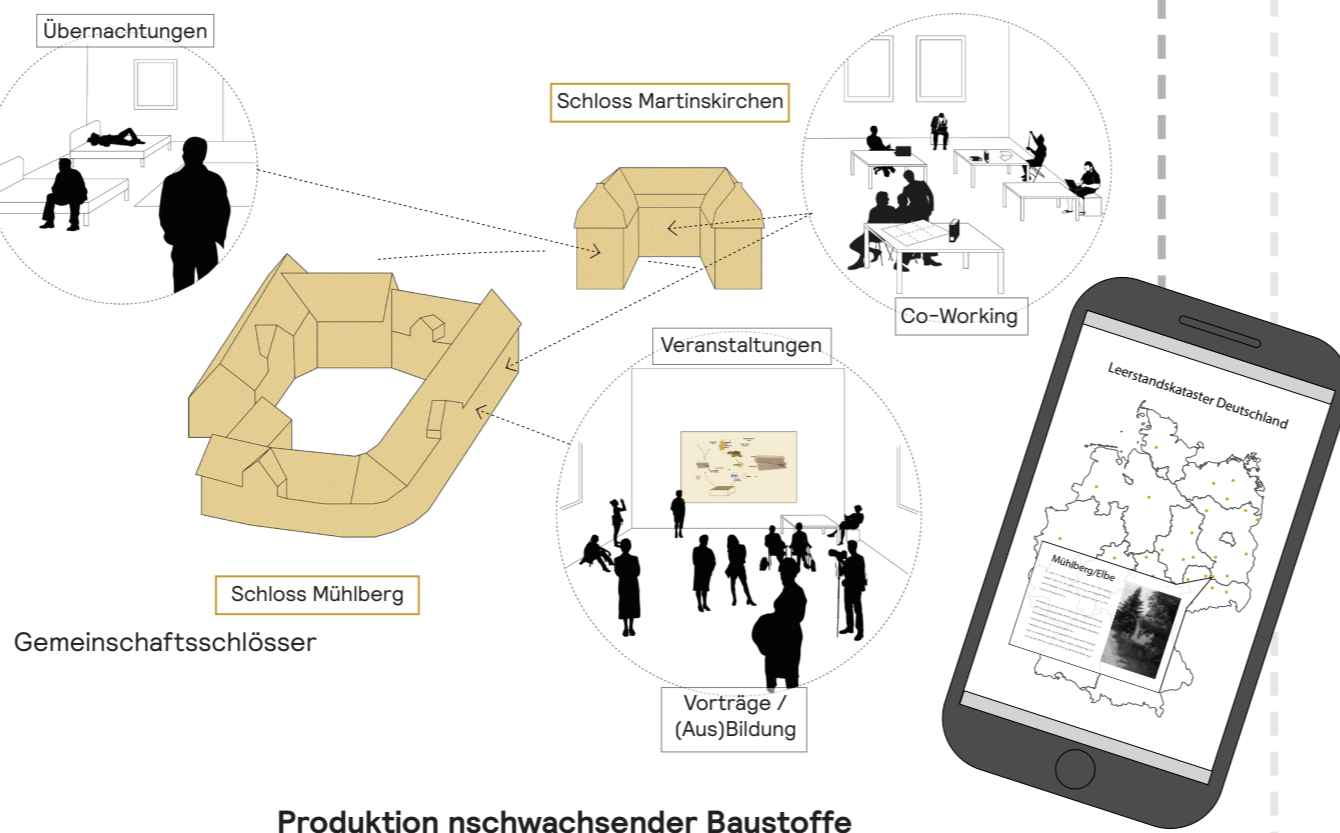 Übernachtungen
Schloss Martinskirchen
Co-Working
Veranstaltungen
Leerstandskataster Deutschland
Mühlberg/Elbe
Schloss Mühlberg
Gemeinschaftsschlösser
Vorträge /
(Aus)Bildung
Produktion nschwachsender Baustoffe